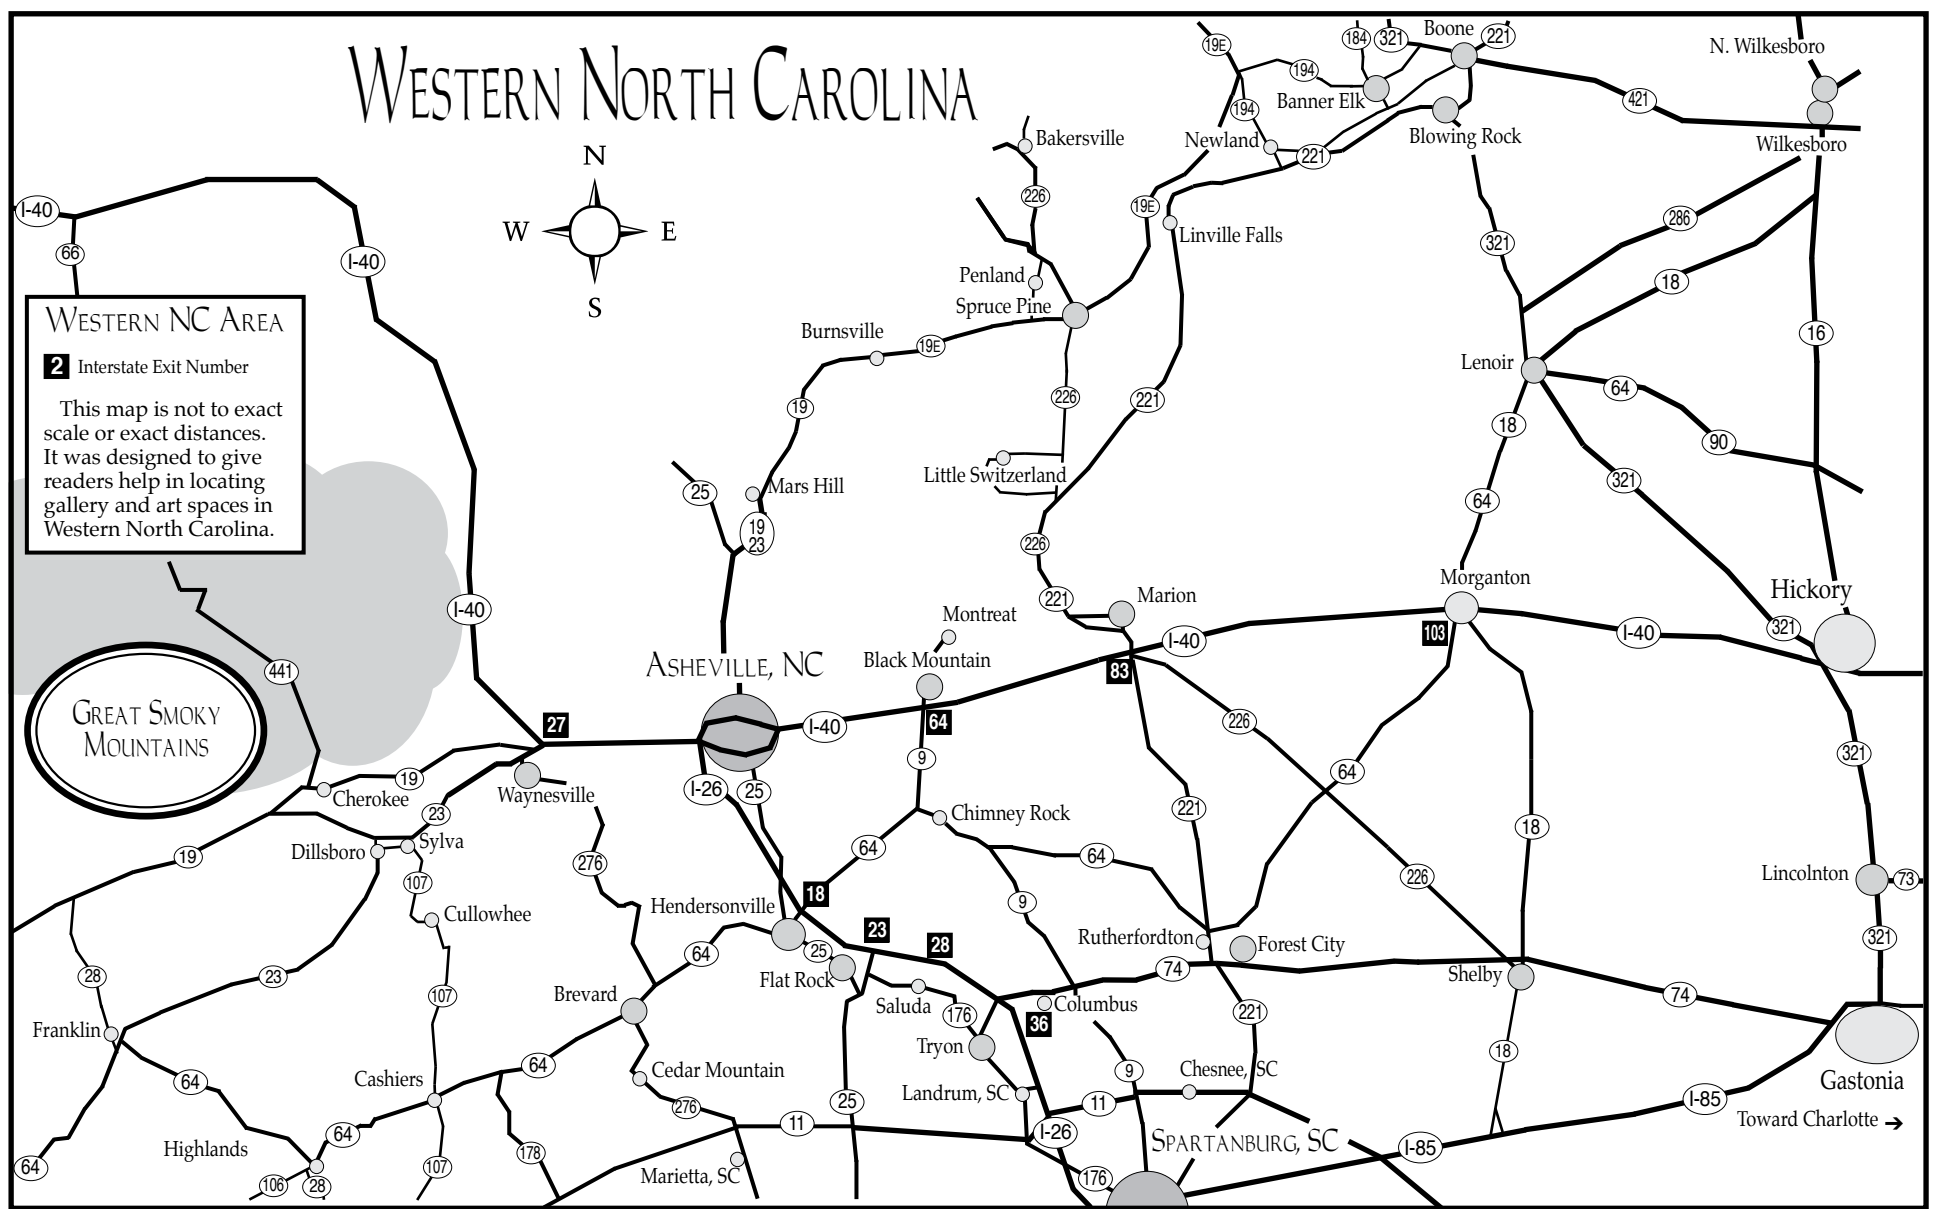 WESTERN NORTH CAROLINA
N
W
E
S
19E
184
321
Boone
221
N. Wilkesboro
194
Banner Elk
421
194
Blowing Rock
Wilkesboro
Newland
221
Bakersville
226
19E
Linville Falls
286
321
18
Penland
Spruce Pine
Burnsville
19E
16
Lenoir
64
226
221
19
18
90
Little Switzerland
321
64
25
Mars Hill
19
23
226
I-40
66
I-40
WESTERN NC AREA
2 Interstate Exit Number
This map is not to exact
scale or exact distances.
It was designed to give
readers help in locating
gallery and art spaces in
Western North Carolina.
I-40
441
GREAT SMOKY
MOUNTAINS
Montreat
221
Marion
Morganton
Hickory
ASHEVILLE, NC
Black Mountain
I-40
103
I-40
321
83
27
I-40
64
226
9
64
321
Cherokee
19
Waynesville
I-26
25
23
Chimney Rock
221
18
Dillsboro
Sylva
19
276
64
64
107
226
Lincolnton
73
18
Hendersonville
9
Cullowhee
23
28
Rutherfordton
Forest City
321
64
25
Flat Rock
74
Shelby
28
23
107
Brevard
Saluda
176
36
Columbus
221
74
Franklin
Tryon
18
64
64
Cashiers
Cedar Mountain
Landrum, SC
9
Chesnee, SC
Gastonia
276
25
11
I-85
11
I-26
SPARTANBURG, SC
I-85
Toward Charlotte →
Highlands
64
178
64
106
28
107
Marietta, SC
176